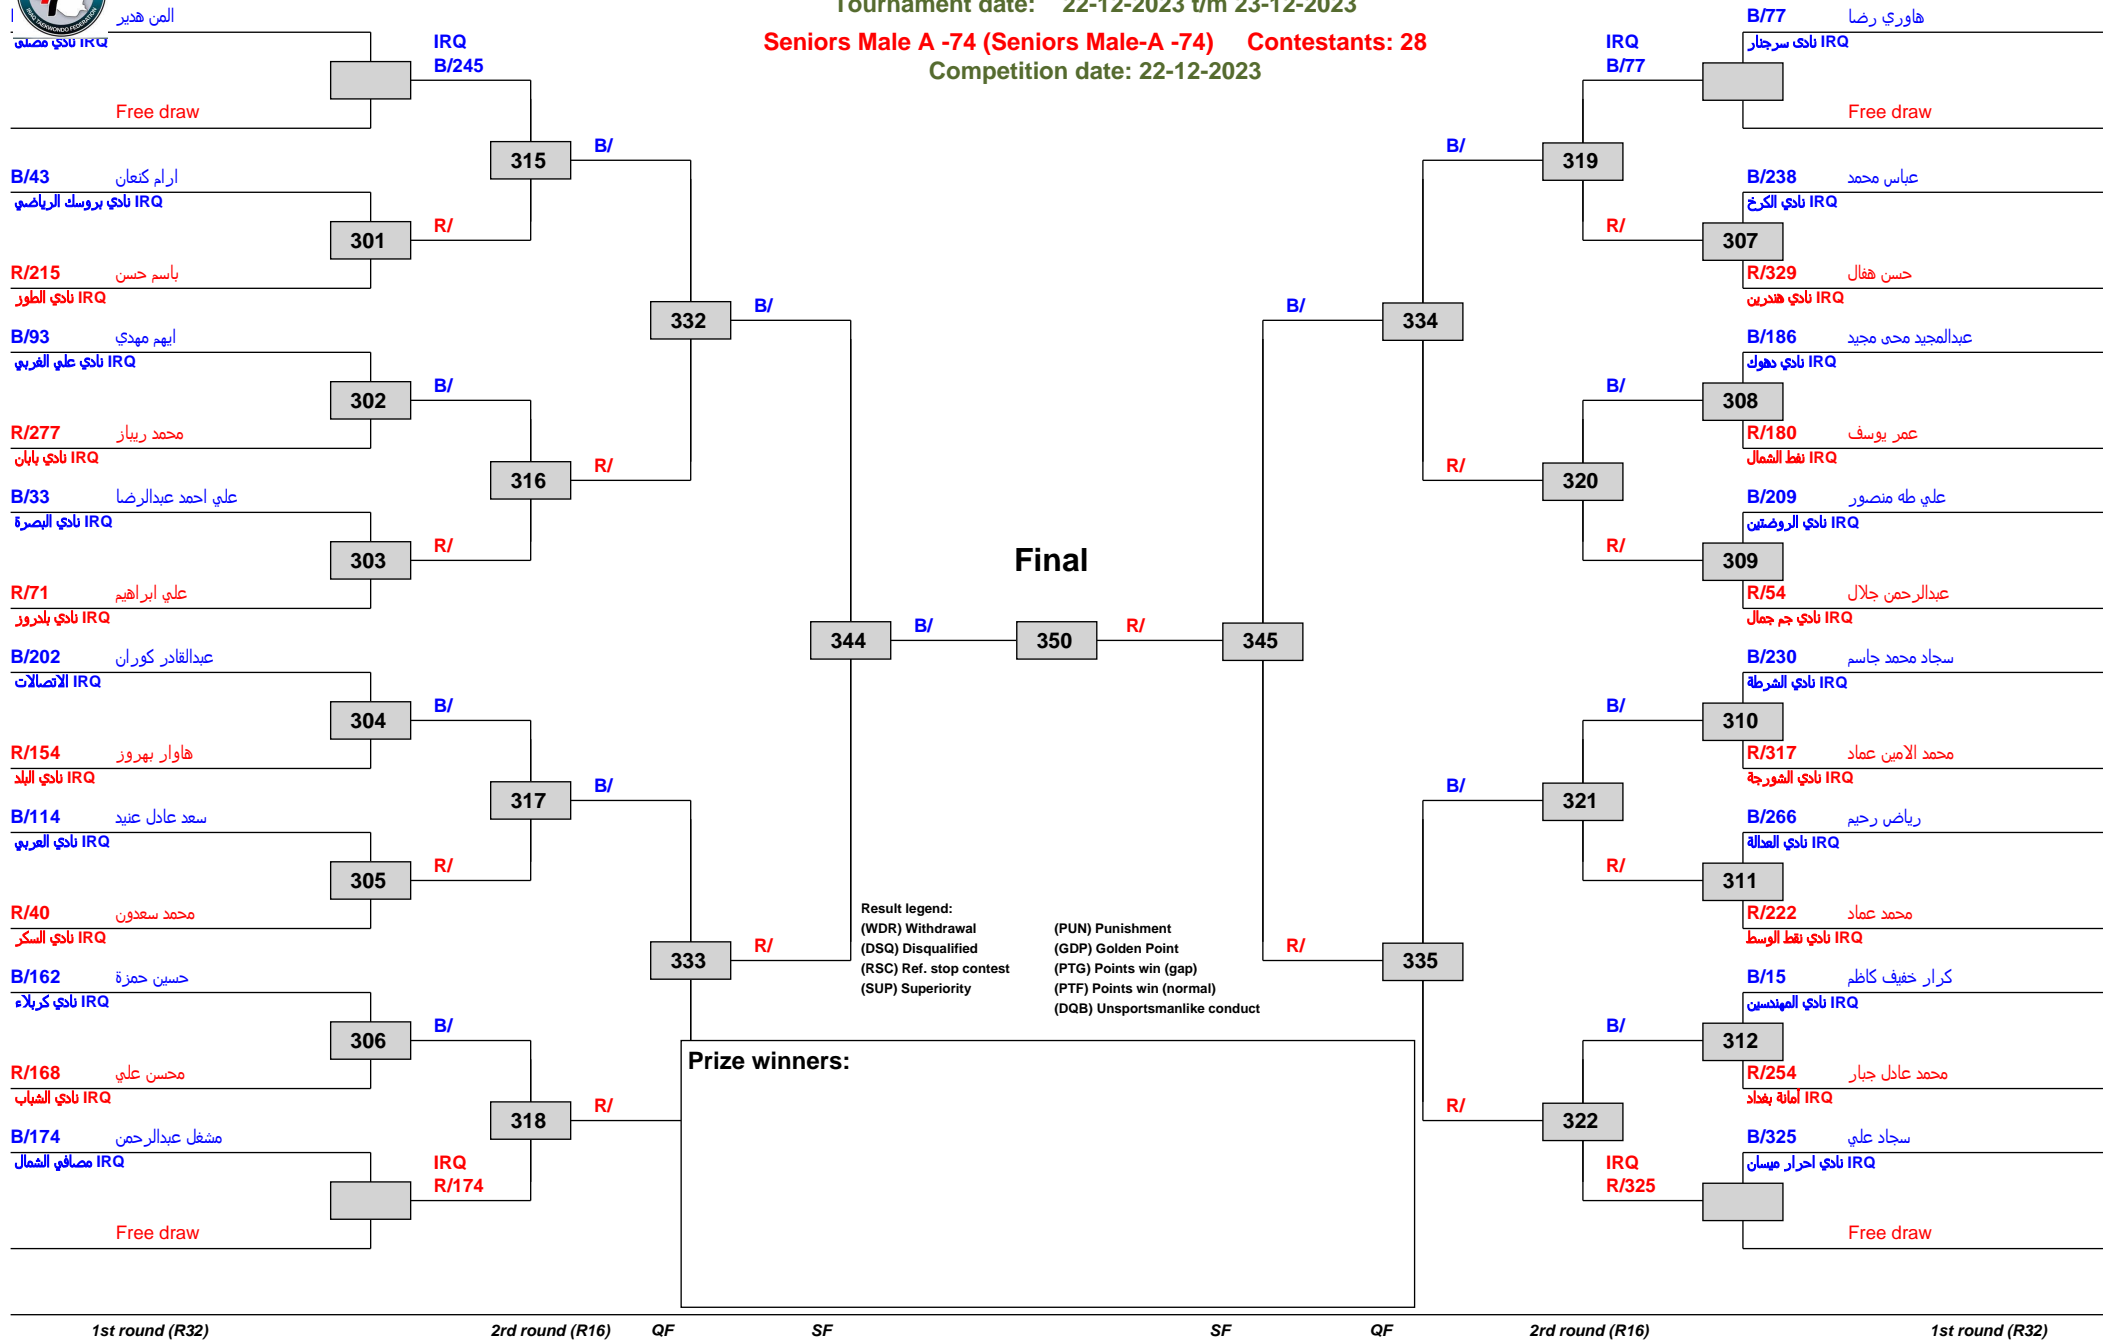 Tournament date: 22-12-2023 t/m 23-12-2023
Seniors Male A -74 (Seniors Male-A -74) Contestants: 28
Competition date: 22-12-2023
IRAQ TAEKWONDO FEDERATION
المن هدير
IRQ نادي مصلى
Free draw
IRQ
B/245
B/43 ارام كنعان
IRQ نادي بروسك الرياضي
301
R/215 باسم حسن
IRQ نادي الطور
B/93 ايهم مهدي
IRQ نادي علي الغربي
302
R/277 محمد ريباز
IRQ نادي بابان
B/33 علي احمد عبدالرضا
IRQ نادي البصرة
303
R/71 علي ابراهيم
IRQ نادي بلدروز
B/202 عبدالقادر كوران
IRQ الاتصالات
304
R/154 هاوار بهروز
IRQ نادي البلد
B/114 سعد عادل عنيد
IRQ نادي العربي
305
R/40 محمد سعدون
IRQ نادي السكر
B/162 حسين حمزة
IRQ نادي كربلاء
306
R/168 محسن علي
IRQ نادي الشباب
B/174 مشغل عبدالرحمن
IRQ مصافي الشمال
Free draw
315
R/
B/
316
R/
B/
317
R/
B/
318
IRQ
R/174
B/
332
R/
B/
333
R/
B/
344
R/
B/
Final
350
R/
345
B/
R/
334
B/
R/
335
B/
R/
319
IRQ
B/77
R/
320
B/
R/
321
B/
R/
322
B/
IRQ
R/325
B/77 هاوري رضا
IRQ نادى سرجنار
Free draw
B/238 عباس محمد
IRQ نادي الكرخ
307
R/329 حسن هفال
IRQ نادي هندرين
B/186 عبدالمجيد محى مجيد
IRQ نادي دهوك
308
R/180 عمر يوسف
IRQ نفط الشمال
B/209 علي طه منصور
IRQ نادي الروضتين
309
R/54 عبدالرحمن جلال
IRQ نادي جم جمال
B/230 سجاد محمد جاسم
IRQ نادي الشرطة
310
R/317 محمد الامين عماد
IRQ نادي الشورجة
B/266 رياض رحيم
IRQ نادي العدالة
311
R/222 محمد عماد
IRQ نادي نقط الوسط
B/15 كرار خفيف كاظم
IRQ نادي المهندسين
312
R/254 محمد عادل جبار
IRQ أمانة بغداد
B/325 سجاد علي
IRQ نادي احرار ميسان
Free draw
Result legend:
(WDR) Withdrawal
(DSQ) Disqualified
(RSC) Ref. stop contest
(SUP) Superiority
(PUN) Punishment
(GDP) Golden Point
(PTG) Points win (gap)
(PTF) Points win (normal)
(DQB) Unsportsmanlike conduct
Prize winners:
1st round (R32) 2rd round (R16) QF SF SF QF 2rd round (R16) 1st round (R32)